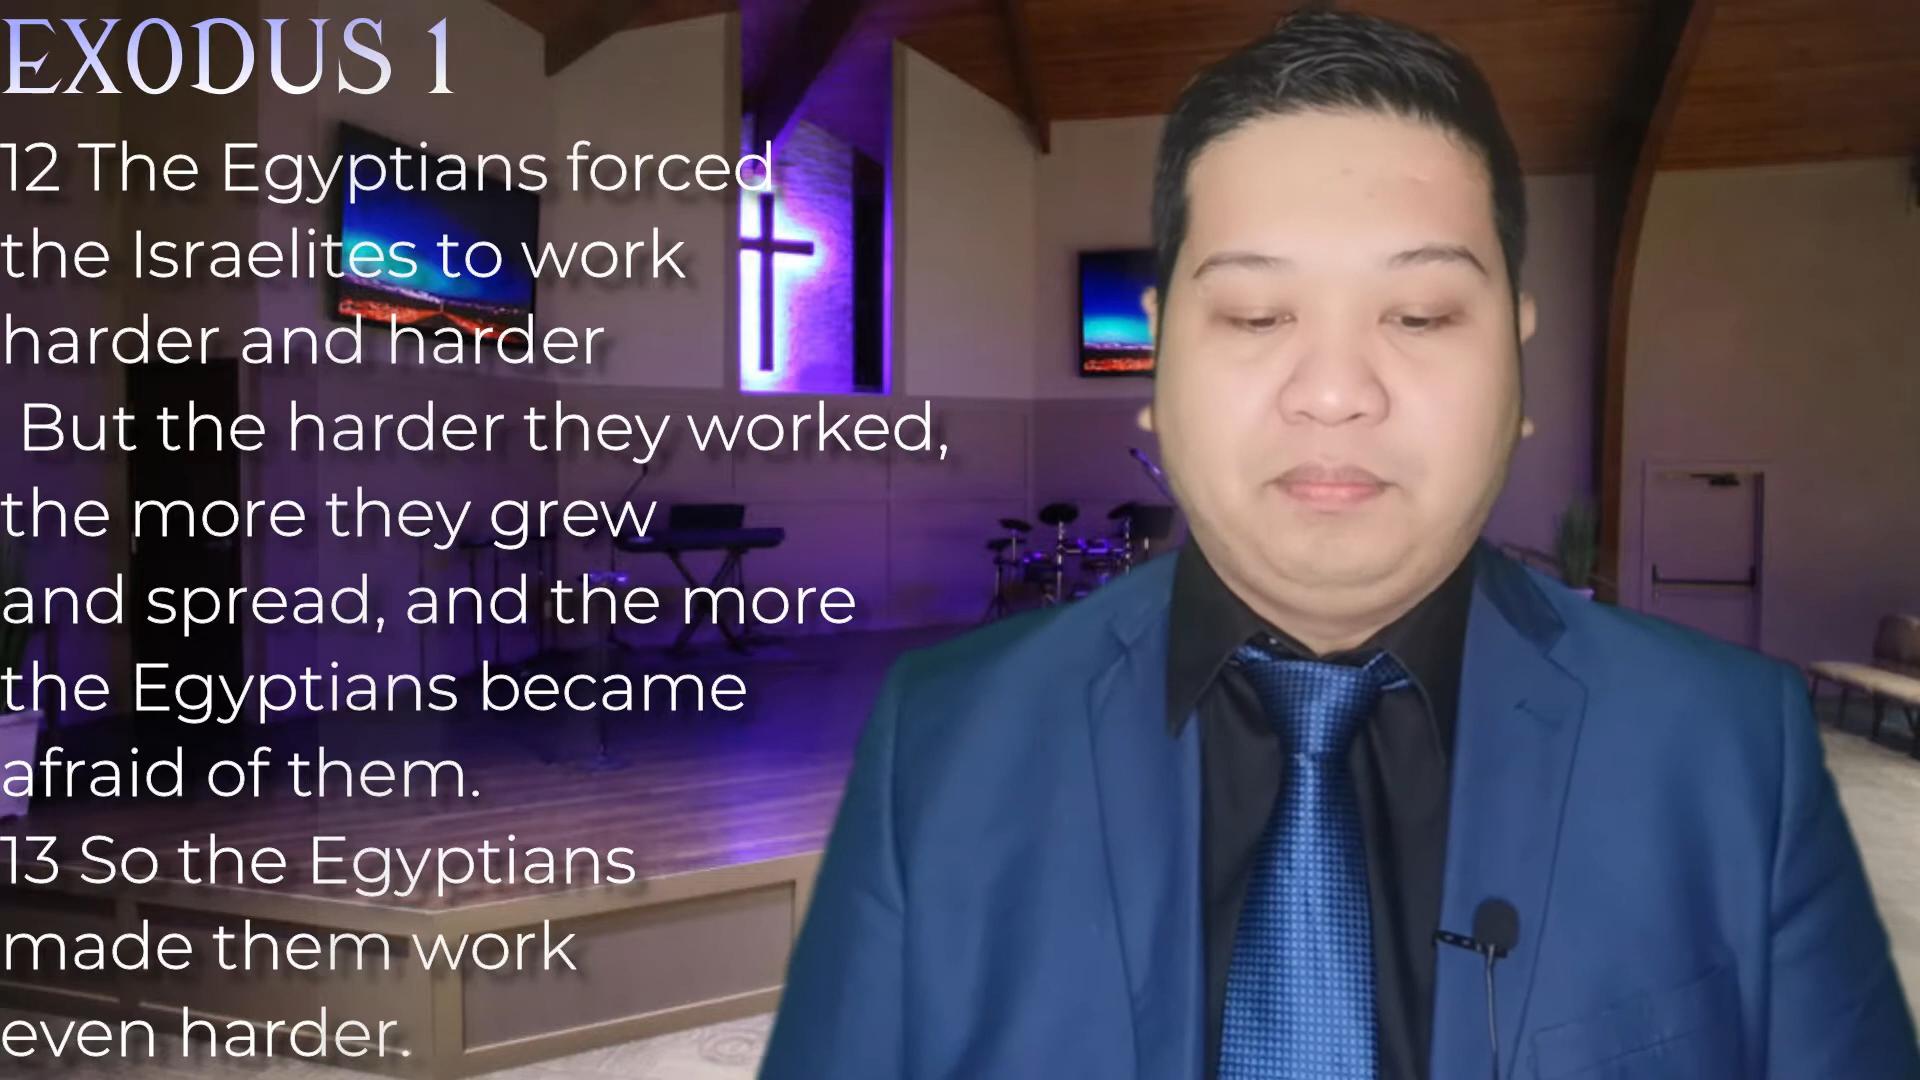 EXODUS 1
12 The Egyptians forced
the Israelites to work
harder and harder
But the harder they worked,
the more they grew
and spread, and the more
the Egyptians became
afraid of them.
13 So the Egyptians
made them work
even harder.